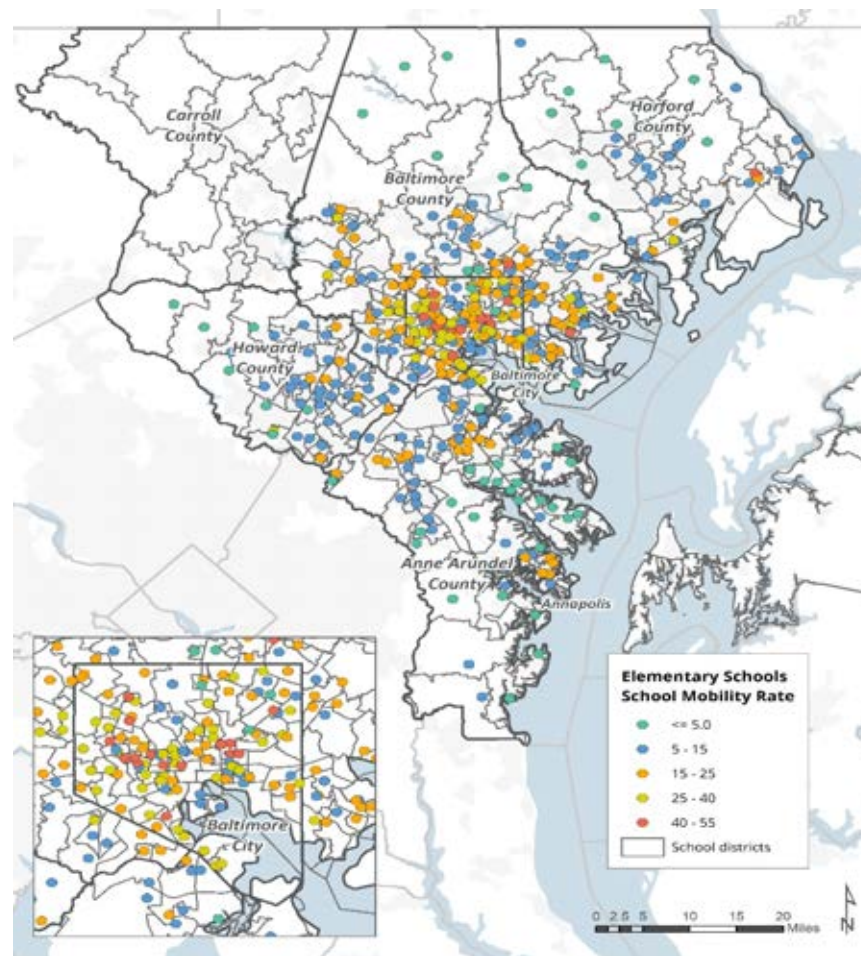 Carroll
County
Harford
County
Baltimore
County
Howard
County
Baltimore
City
Anne Arundel
County
Annapolis
Elementary Schools
School Mobility Rate
<= 5.0
5 - 15
15 - 25
25 - 40
40 - 55
School districts
Baltimore
City
0 2.5 5 10 15 20
Miles
N